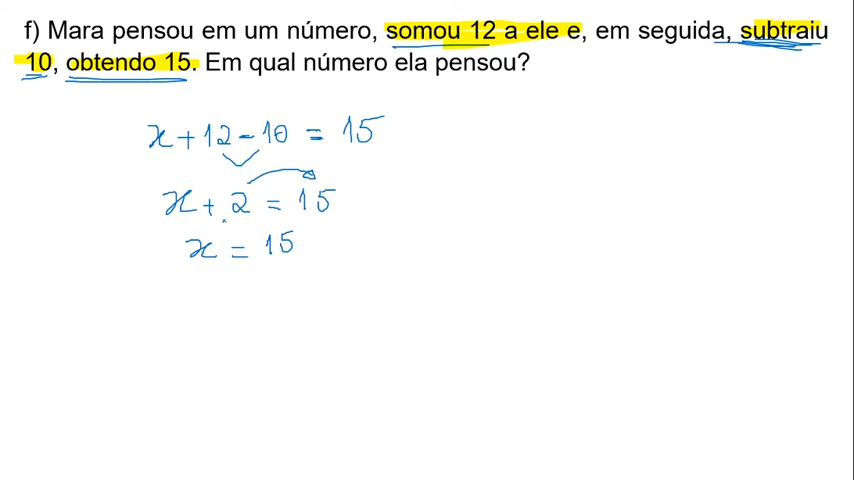 f) Mara pensou em um número, somou 12 a ele e, em seguida, subtraiu
10, obtendo 15. Em qual número ela pensou?
x + 12 - 10 = 15
x + 2 = 15
x = 15